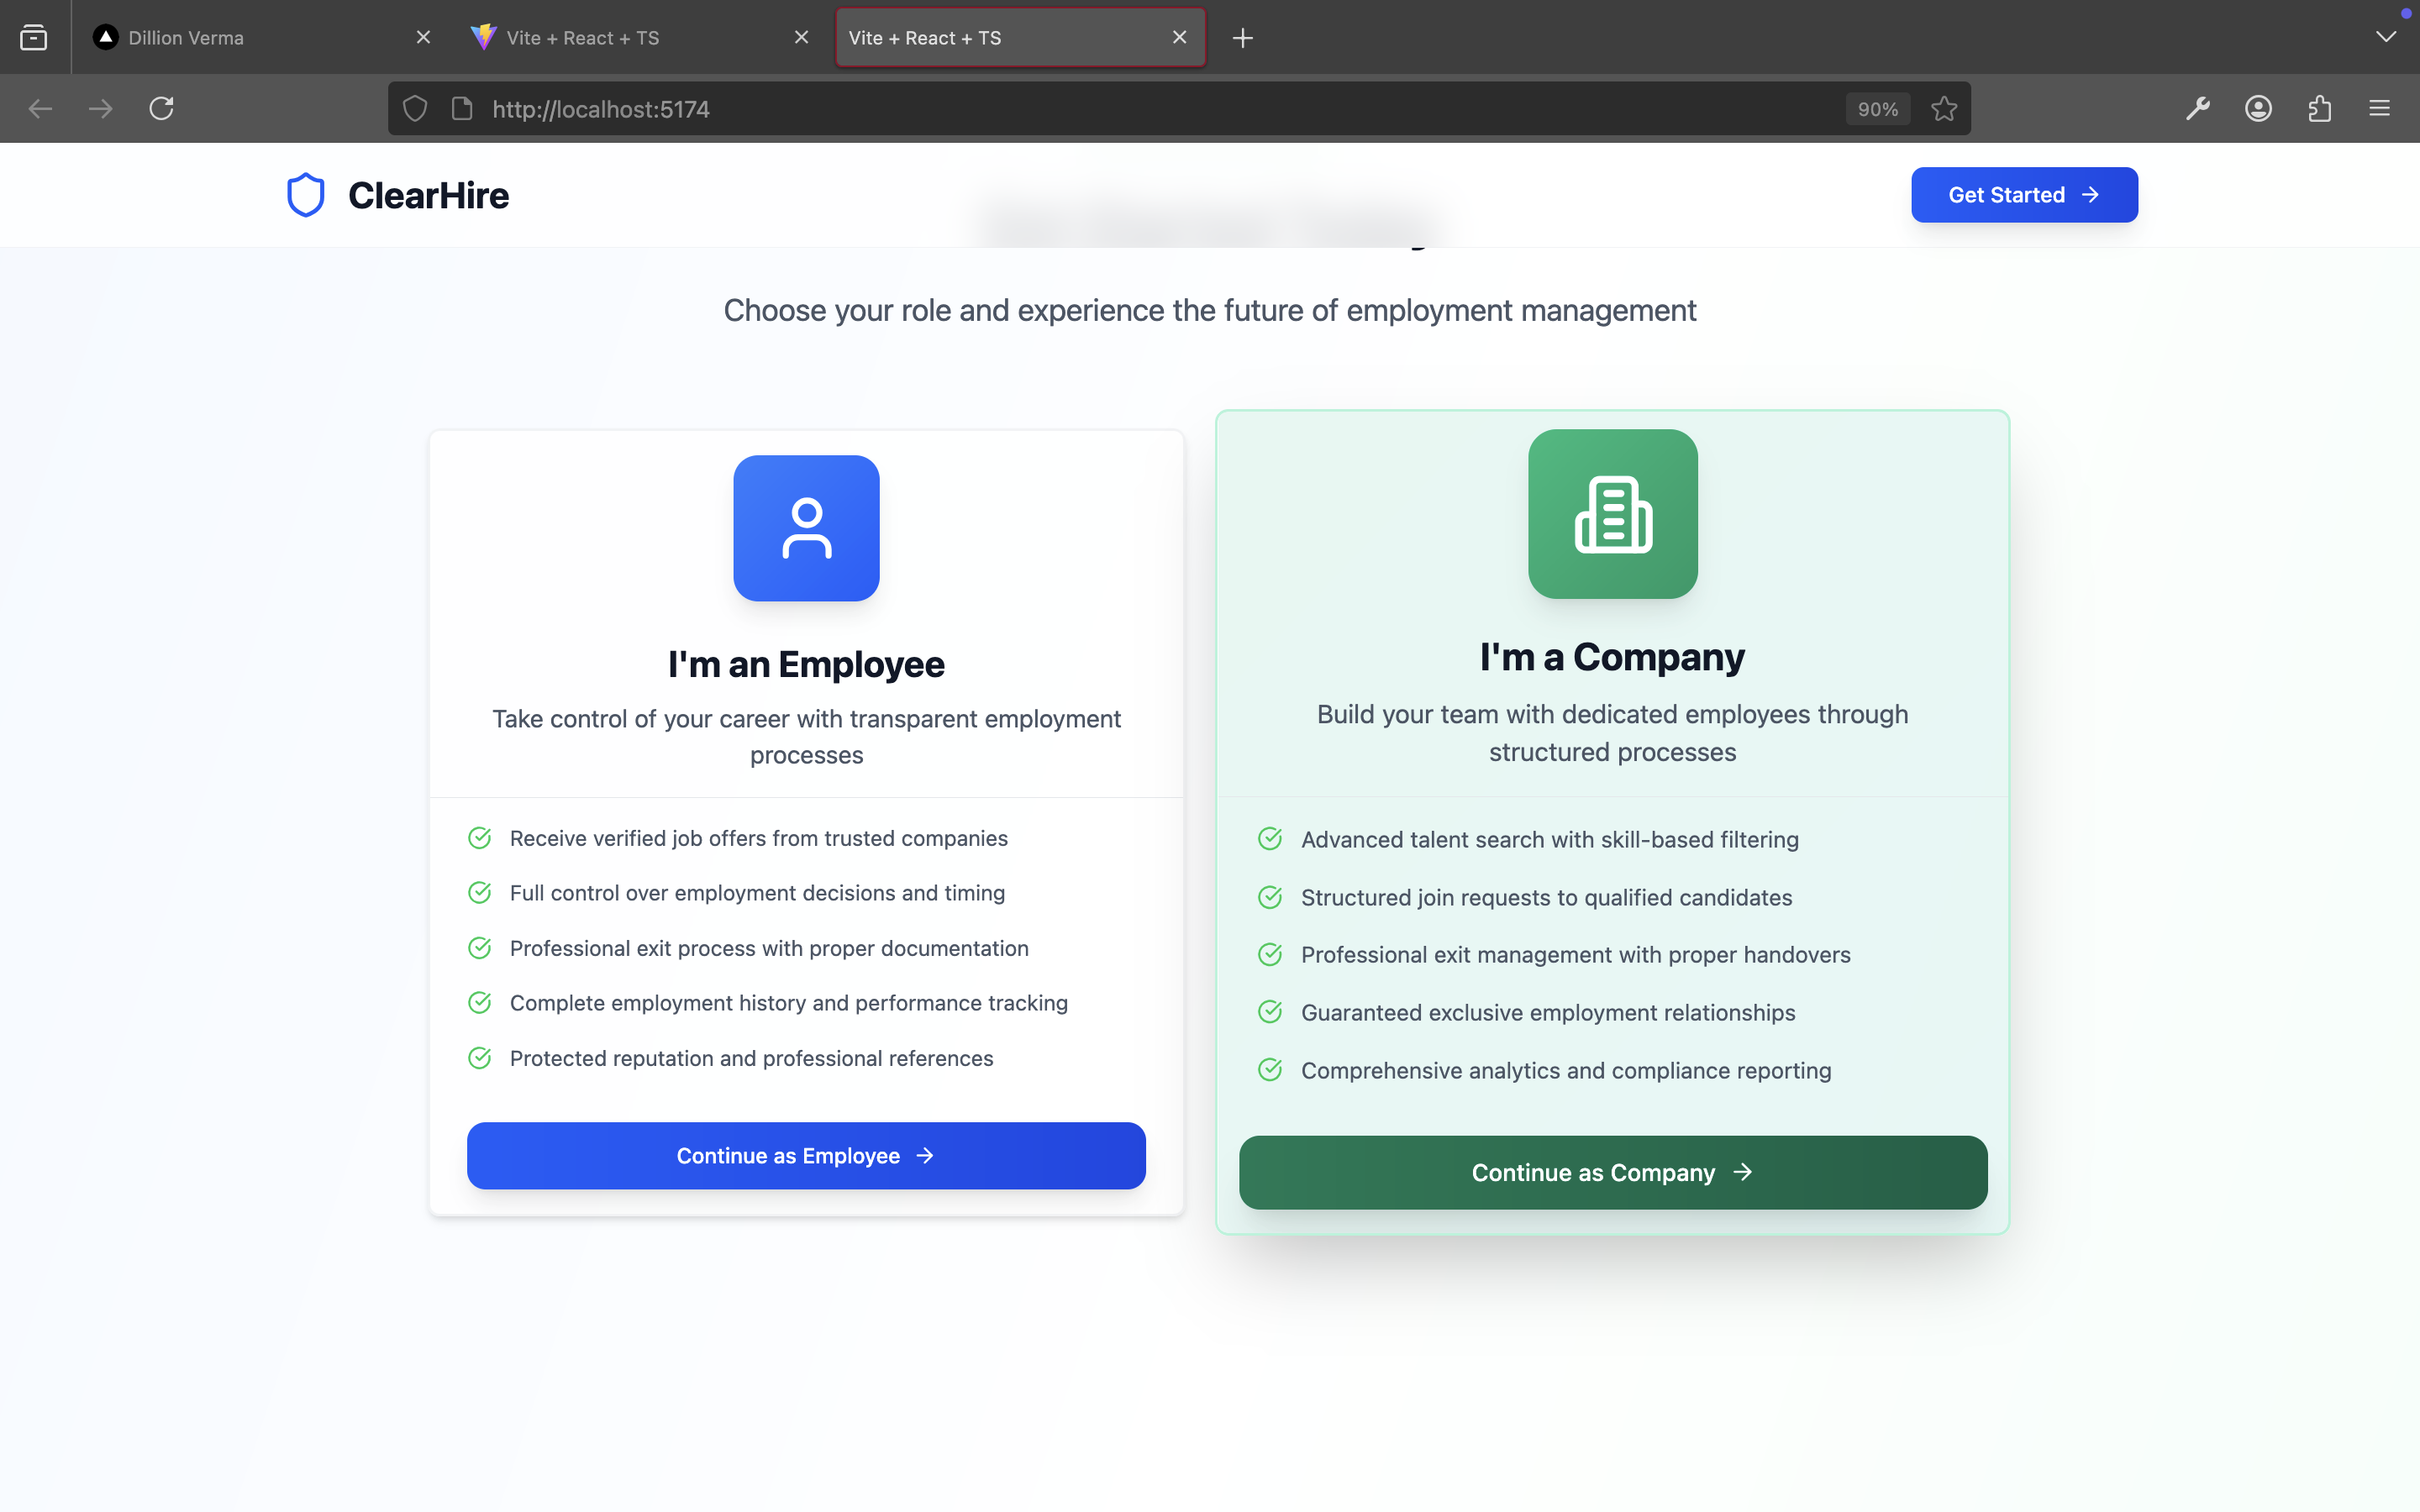 Dillion Verma
Vite + React + TS
Vite + React + TS
http://localhost:5174
90%
ClearHire
Get Started
Choose your role and experience the future of employment management
I'm an Employee
Take control of your career with transparent employment
processes
Receive verified job offers from trusted companies
Full control over employment decisions and timing
Professional exit process with proper documentation
Complete employment history and performance tracking
Protected reputation and professional references
Continue as Employee
I'm a Company
Build your team with dedicated employees through
structured processes
Advanced talent search with skill-based filtering
Structured join requests to qualified candidates
Professional exit management with proper handovers
Guaranteed exclusive employment relationships
Comprehensive analytics and compliance reporting
Continue as Company